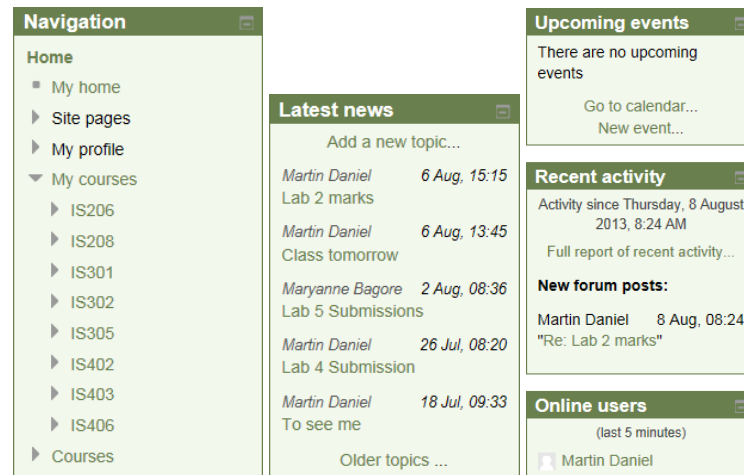 Navigation
Home
My home
Site pages
My profile
My courses
IS206
IS208
IS301
IS302
IS305
IS402
IS403
IS406
Courses
Latest news
Add a new topic...
Martin Daniel 6 Aug, 15:15
Lab 2 marks
Martin Daniel 6 Aug, 13:45
Class tomorrow
Maryanne Bagore 2 Aug, 08:36
Lab 5 Submissions
Martin Daniel 26 Jul, 08:20
Lab 4 Submission
Martin Daniel 18 Jul, 09:33
To see me
Older topics ...
Upcoming events
There are no upcoming
events
Go to calendar...
New event...
Recent activity
Activity since Thursday, 8 August
2013, 8:24 AM
Full report of recent activity...
New forum posts:
Martin Daniel 8 Aug, 08:24
"Re: Lab 2 marks"
Online users
(last 5 minutes)
Martin Daniel